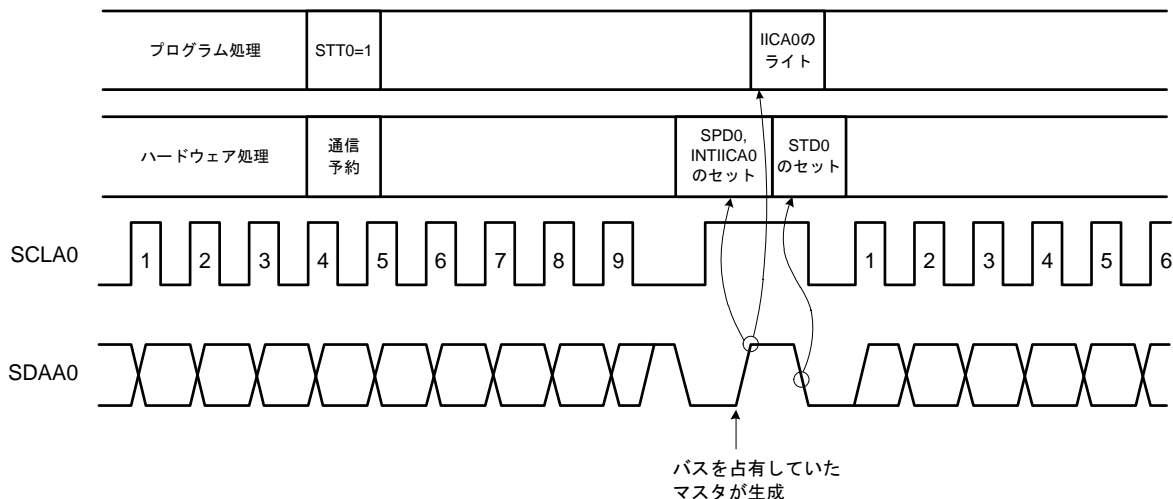 プログラム処理
STT0=1
IICA0の
ライト
ハードウェア処理
通信
予約
SPD0,
INTIICA0
のセット
STD0
のセット
SCLA0
1 2 3 4 5 6 7 8 9 1 2 3 4 5 6
SDAA0
バスを占有していた
マスタが生成